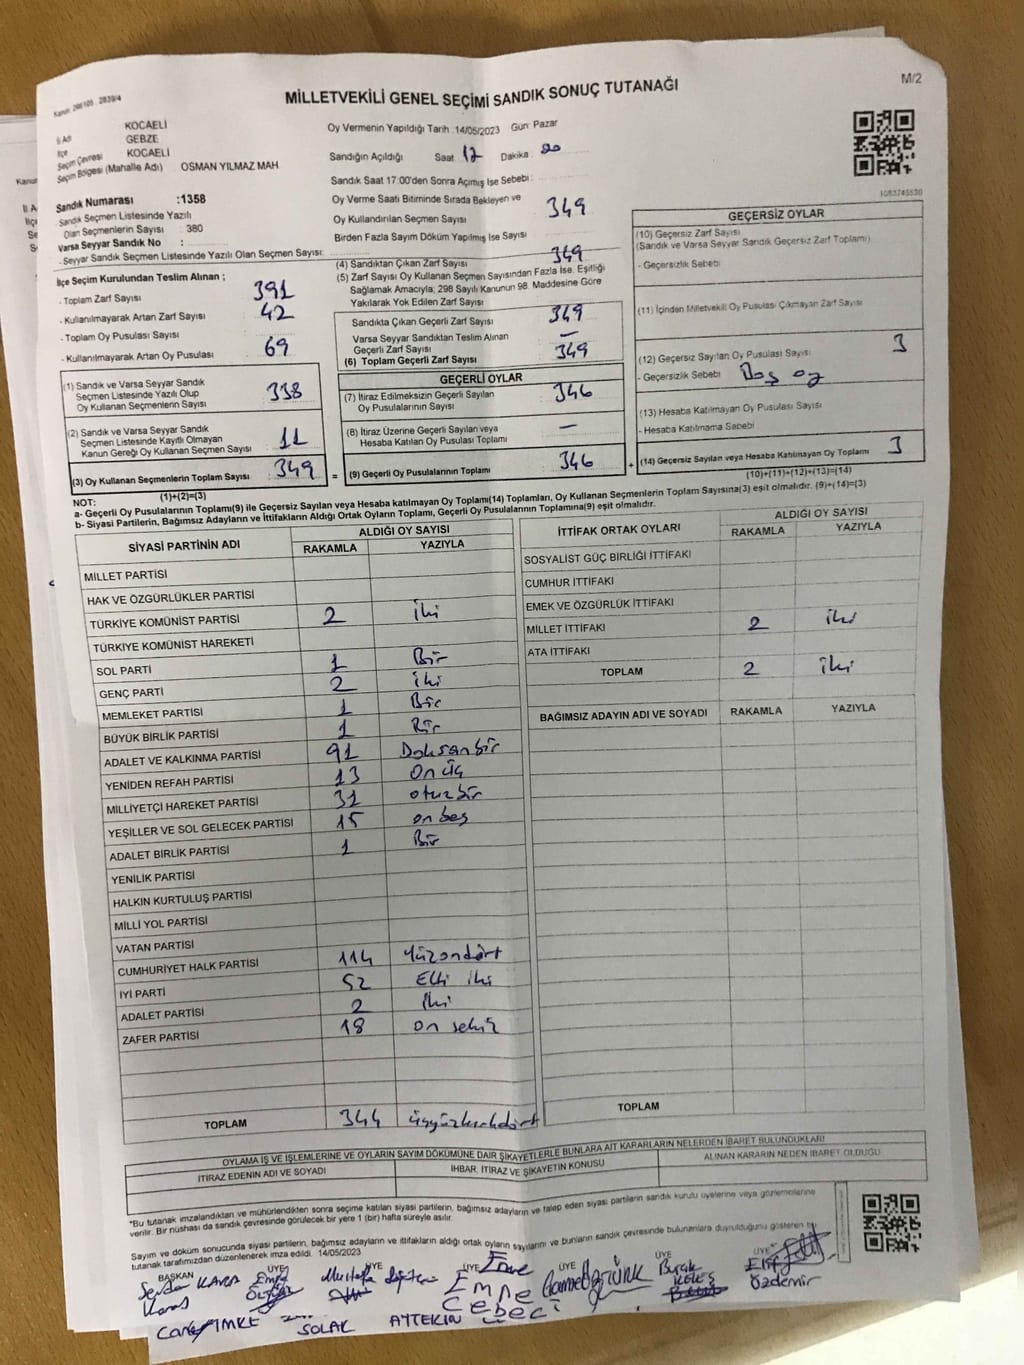 M/2
MİLLETVEKİLİ GENEL SEÇİMİ SANDIK SONUÇ TUTANAĞI
İl Adı KOCAELİ
İlçe GEBZE
Seçim Çevresi KOCAELİ
Seçim Bölgesi (Mahalle Adı) OSMAN YILMAZ MAH
Sandık Numarası :1358
Sandık Seçmen Listesinde Yazılı
Olan Seçmenlerin Sayısı : 380
Varsa Seyyar Sandık No :
- Seyyar Sandık Seçmen Listesinde Yazılı Olan Seçmen Sayısı:
Oy Vermenin Yapıldığı Tarih :14/05/2023 Gün: Pazar
Sandığın Açıldığı Saat 17 Dakika 20
Sandık Saat 17:00'den Sonra Açımış İse Sebebi :
Oy Verme Saati Bitiminde Sırada Bekleyen ve
Oy Kullandırılan Seçmen Sayısı 349
Birden Fazla Sayım Döküm Yapılmış İse Sayısı :
İlçe Seçim Kurulundan Teslim Alınan ;
- Toplam Zarf Sayısı 391
- Kullanılmayarak Artan Zarf Sayısı 42
- Toplam Oy Pusulası Sayısı
- Kullanılmayarak Artan Oy Pusulası 69
(1) Sandık ve Varsa Seyyar Sandık
Seçmen Listesinde Yazılı Olup
Oy Kullanan Seçmenlerin Sayısı : 338
(2) Sandık ve Varsa Seyyar Sandık
Seçmen Listesinde Kayıtlı Olmayan
Kanun Gereği Oy Kullanan Seçmen Sayısı : 11
(3) Oy Kullanan Seçmenlerin Toplam Sayısı : 349
(1)+(2)=(3)
(4) Sandıktan Çıkan Zarf Sayısı : 349
(5) Zarf Sayısı Oy Kullanan Seçmen Sayısından Fazla İse, Eşitliği
Sağlamak Amacıyla; 298 Sayılı Kanunun 98. Maddesine Göre
Yakılarak Yok Edilen Zarf Sayısı :
Sandıkta Çıkan Geçerli Zarf Sayısı : 349
Varsa Seyyar Sandıktan Teslim Alınan
Geçerli Zarf Sayısı : —
(6) Toplam Geçerli Zarf Sayısı : 349
GEÇERLİ OYLAR
(7) İtiraz Edilmeksizin Geçerli Sayılan
Oy Pusulalarının Sayısı : 346
(8) İtiraz Üzerine Geçerli Sayılan veya
Hesaba Katılan Oy Pusulası Toplamı : —
= (9) Geçerli Oy Pusulalarının Toplamı : 346
GEÇERSİZ OYLAR
(10) Geçersiz Zarf Sayısı
(Sandık ve Varsa Seyyar Sandık Geçersiz Zarf Toplamı)
- Geçersizlik Sebebi
(11) İçinden Milletvekili Oy Pusulası Çıkmayan Zarf Sayısı
(12) Geçersiz Sayılan Oy Pusulası Sayısı 3
- Geçersizlik Sebebi Boş oy
(13) Hesaba Katılmayan Oy Pusulası Sayısı
- Hesaba Katılmama Sebebi
+ (14) Geçersiz Sayılan veya Hesaba Katılmayan Oy Toplamı 3
(10)+(11)+(12)+(13)=(14)
NOT:
a- Geçerli Oy Pusulalarının Toplamı(9) ile Geçersiz Sayılan veya Hesaba katılmayan Oy Toplamı(14) Toplamları, Oy Kullanan Seçmenlerin Toplam Sayısına(3) eşit olmalıdır. (9)+(14)=(3)
b- Siyasi Partilerin, Bağımsız Adayların ve İttifakların Aldığı Ortak Oyların Toplamı, Geçerli Oy Pusulalarının Toplamına(9) eşit olmalıdır.
SİYASİ PARTİNİN ADI ALDIĞI OY SAYISI
RAKAMLA YAZIYLA
MİLLET PARTİSİ
HAK VE ÖZGÜRLÜKLER PARTİSİ
TÜRKİYE KOMÜNİST PARTİSİ 2 iki
TÜRKİYE KOMÜNİST HAREKETİ
SOL PARTİ 1 Bir
GENÇ PARTİ 2 iki
MEMLEKET PARTİSİ 1 Bir
BÜYÜK BİRLİK PARTİSİ 1 Bir
ADALET VE KALKINMA PARTİSİ 91 Doksanbir
YENİDEN REFAH PARTİSİ 13 On üç
MİLLİYETÇİ HAREKET PARTİSİ 31 otuzbir
YEŞİLLER VE SOL GELECEK PARTİSİ 15 onbeş
ADALET BİRLİK PARTİSİ 1 Bir
YENİLİK PARTİSİ
HALKIN KURTULUŞ PARTİSİ
MİLLİ YOL PARTİSİ
VATAN PARTİSİ
CUMHURİYET HALK PARTİSİ 114 Yüzondört
İYİ PARTİ 52 Elli iki
ADALET PARTİSİ 2 iki
ZAFER PARTİSİ 18 on sekiz
TOPLAM 344 üçyüzkırkdört
İTTİFAK ORTAK OYLARI ALDIĞI OY SAYISI
RAKAMLA YAZIYLA
SOSYALİST GÜÇ BİRLİĞİ İTTİFAKI
CUMHUR İTTİFAKI
EMEK VE ÖZGÜRLÜK İTTİFAKI
MİLLET İTTİFAKI 2 iki
ATA İTTİFAKI
TOPLAM 2 iki
BAĞIMSIZ ADAYIN ADI VE SOYADI RAKAMLA YAZIYLA
TOPLAM
OYLAMA İŞ VE İŞLEMLERİNE VE OYLARIN SAYIM DÖKÜMÜNE DAİR ŞİKAYETLERLE BUNLARA AİT KARARLARIN NELERDEN İBARET BULUNDUKLARI
İTİRAZ EDENİN ADI VE SOYADI İHBAR, İTİRAZ VE ŞİKAYETİN KONUSU ALINAN KARARIN NEDEN İBARET OLDUĞU
*Bu tutanak imzalandıktan ve mühürlendikten sonra seçime katılan siyasi partilerin, bağımsız adayların ve talep eden siyasi partilerin sandık kurulu üyelerine veya gözlemcilerine
verilir. Bir nüshası da sandık çevresinde görülecek bir yere 1 (bir) hafta süreyle asılır.
Sayım ve döküm sonucunda siyasi partilerin, bağımsız adayların ve ittifakların aldığı ortak oyların sayılarını ve bunların sandık çevresinde bulunanlara duyrulduğunu gösteren bu
tutanak tarafımızdan düzenlenerek imza edildi. 14/05/2023
BAŞKAN ÜYE ÜYE ÜYE ÜYE ÜYE
KARA Emre Mustafa Emre ÖZTÜRK Burak Elif
Emre KELEŞ Özdemir
SOLAK AYTEKİN Cebeci